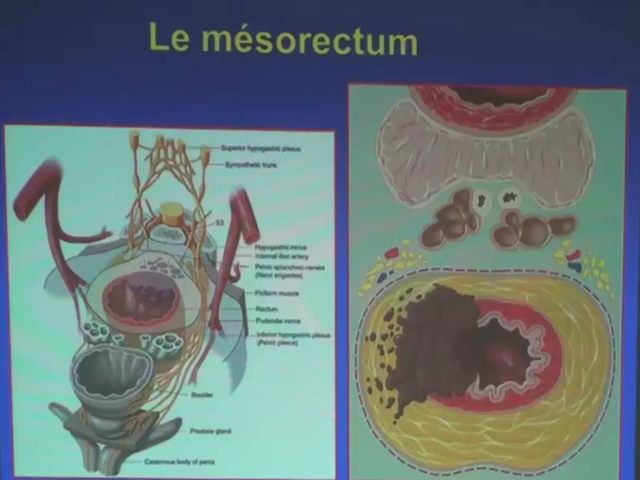 Le mésorectum
Superior hypogastric plexus
Sympathetic trunk
S3
Hypogastric nerve
Internal iliac artery
Pelvic splanchnic nerves
(Nervi erigentes)
Piriform muscle
Rectum
Pudendal nerve
Inferior hypogastric plexus
(Pelvic plexus)
Bladder
Prostate gland
Cavernous body of penis